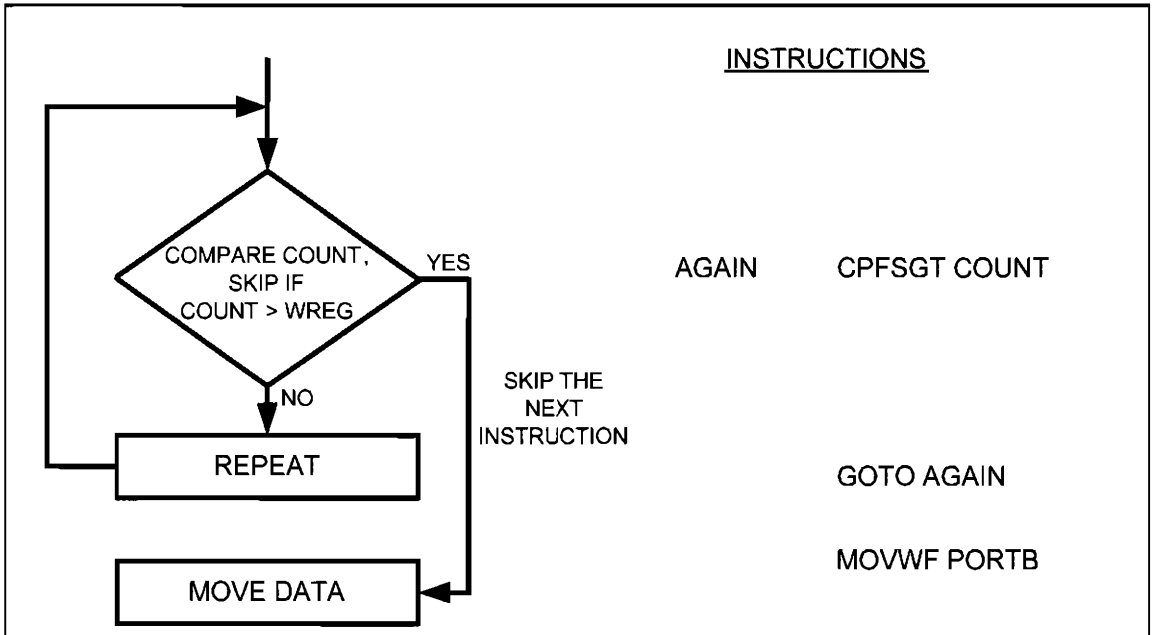 INSTRUCTIONS
COMPARE COUNT,
SKIP IF
COUNT > WREG
YES
NO
SKIP THE
NEXT
INSTRUCTION
REPEAT
MOVE DATA
AGAIN CPFSGT COUNT
GOTO AGAIN
MOVWF PORTB